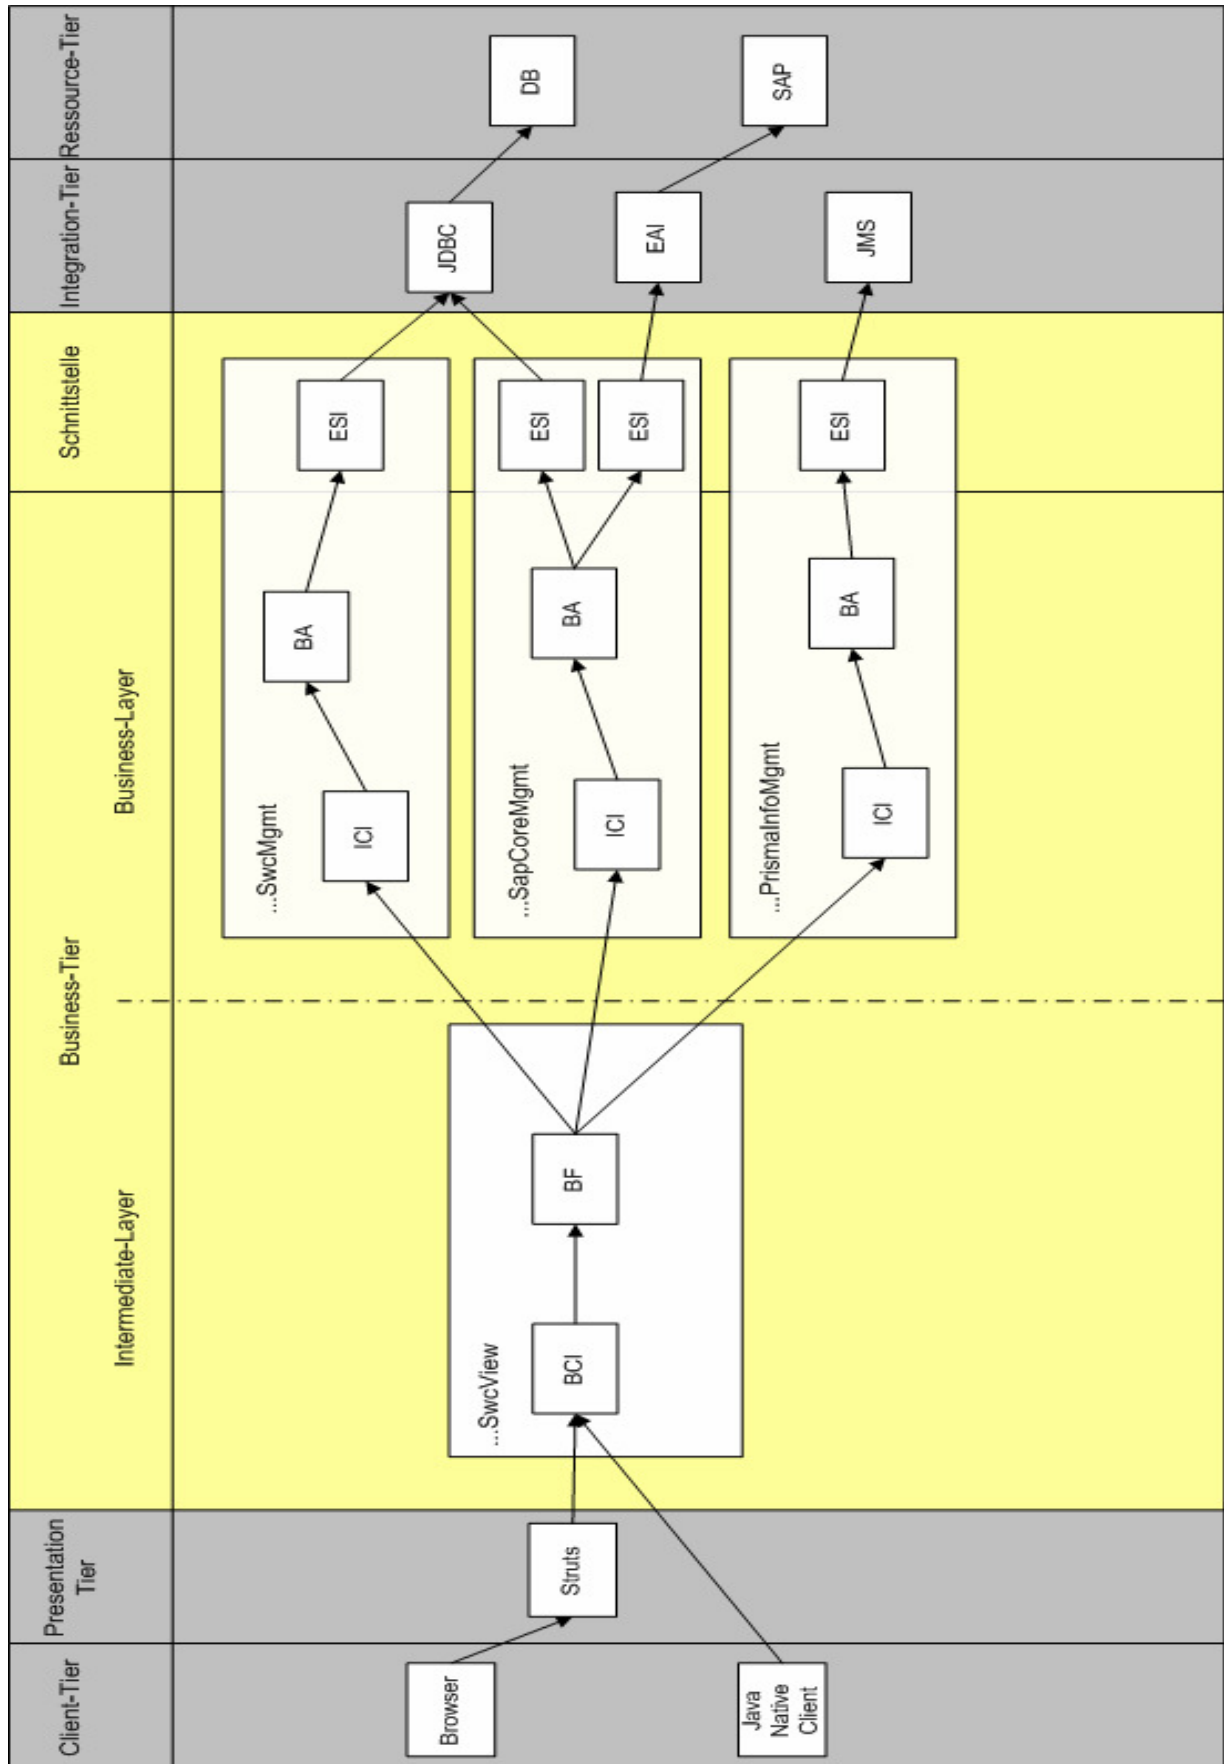 Client-Tier
Presentation
Tier
Business-Tier
Intermediate-Layer
Business-Layer
Schnittstelle
Integration-Tier
Ressource-Tier
Browser
Java
Native
Client
Struts
...SwcView
BCI
BF
...SwcMgmt
ICI
BA
ESI
...SapCoreMgmt
ICI
BA
ESI
ESI
...PrismaInfoMgmt
ICI
BA
ESI
JDBC
EAI
JMS
DB
SAP